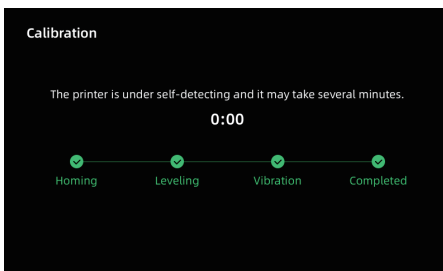 Calibration
The printer is under self-detecting and it may take several minutes.
0:00
Homing Leveling Vibration Completed